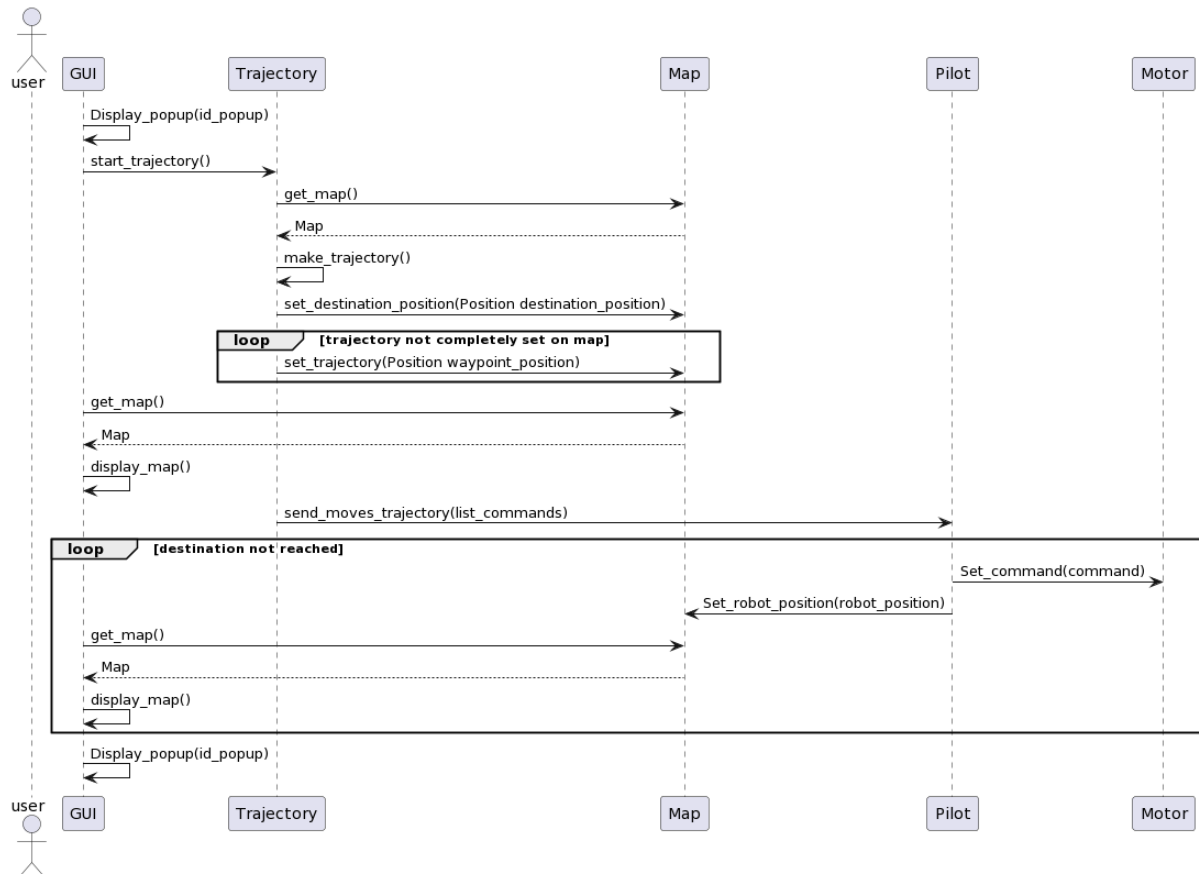 user
GUI
Trajectory
Map
Pilot
Motor
Display_popup(id_popup)
start_trajectory()
get_map()
Map
make_trajectory()
set_destination_position(Position destination_position)
loop [trajectory not completely set on map]
set_trajectory(Position waypoint_position)
get_map()
Map
display_map()
send_moves_trajectory(list_commands)
loop [destination not reached]
Set_command(command)
Set_robot_position(robot_position)
get_map()
Map
display_map()
Display_popup(id_popup)
user
GUI
Trajectory
Map
Pilot
Motor